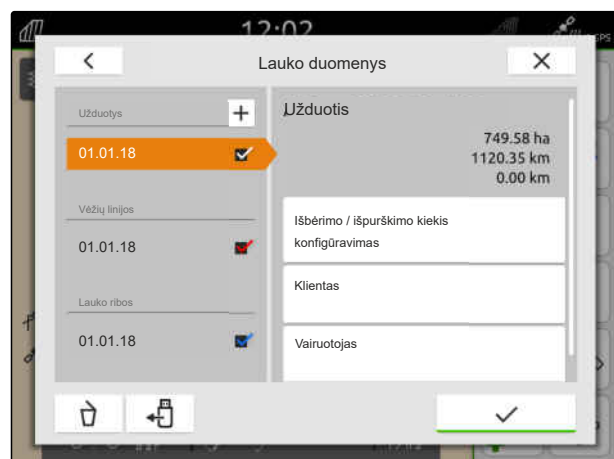 12:02
Lauko duomenys
Užduotys
01.01.18
Vėžių linijos
01.01.18
Lauko ribos
01.01.18
Užduotis
749.58 ha
1120.35 km
0.00 km
Išbėrimo / išpurškimo kiekis
konfigūravimas
Klientas
Vairuotojas